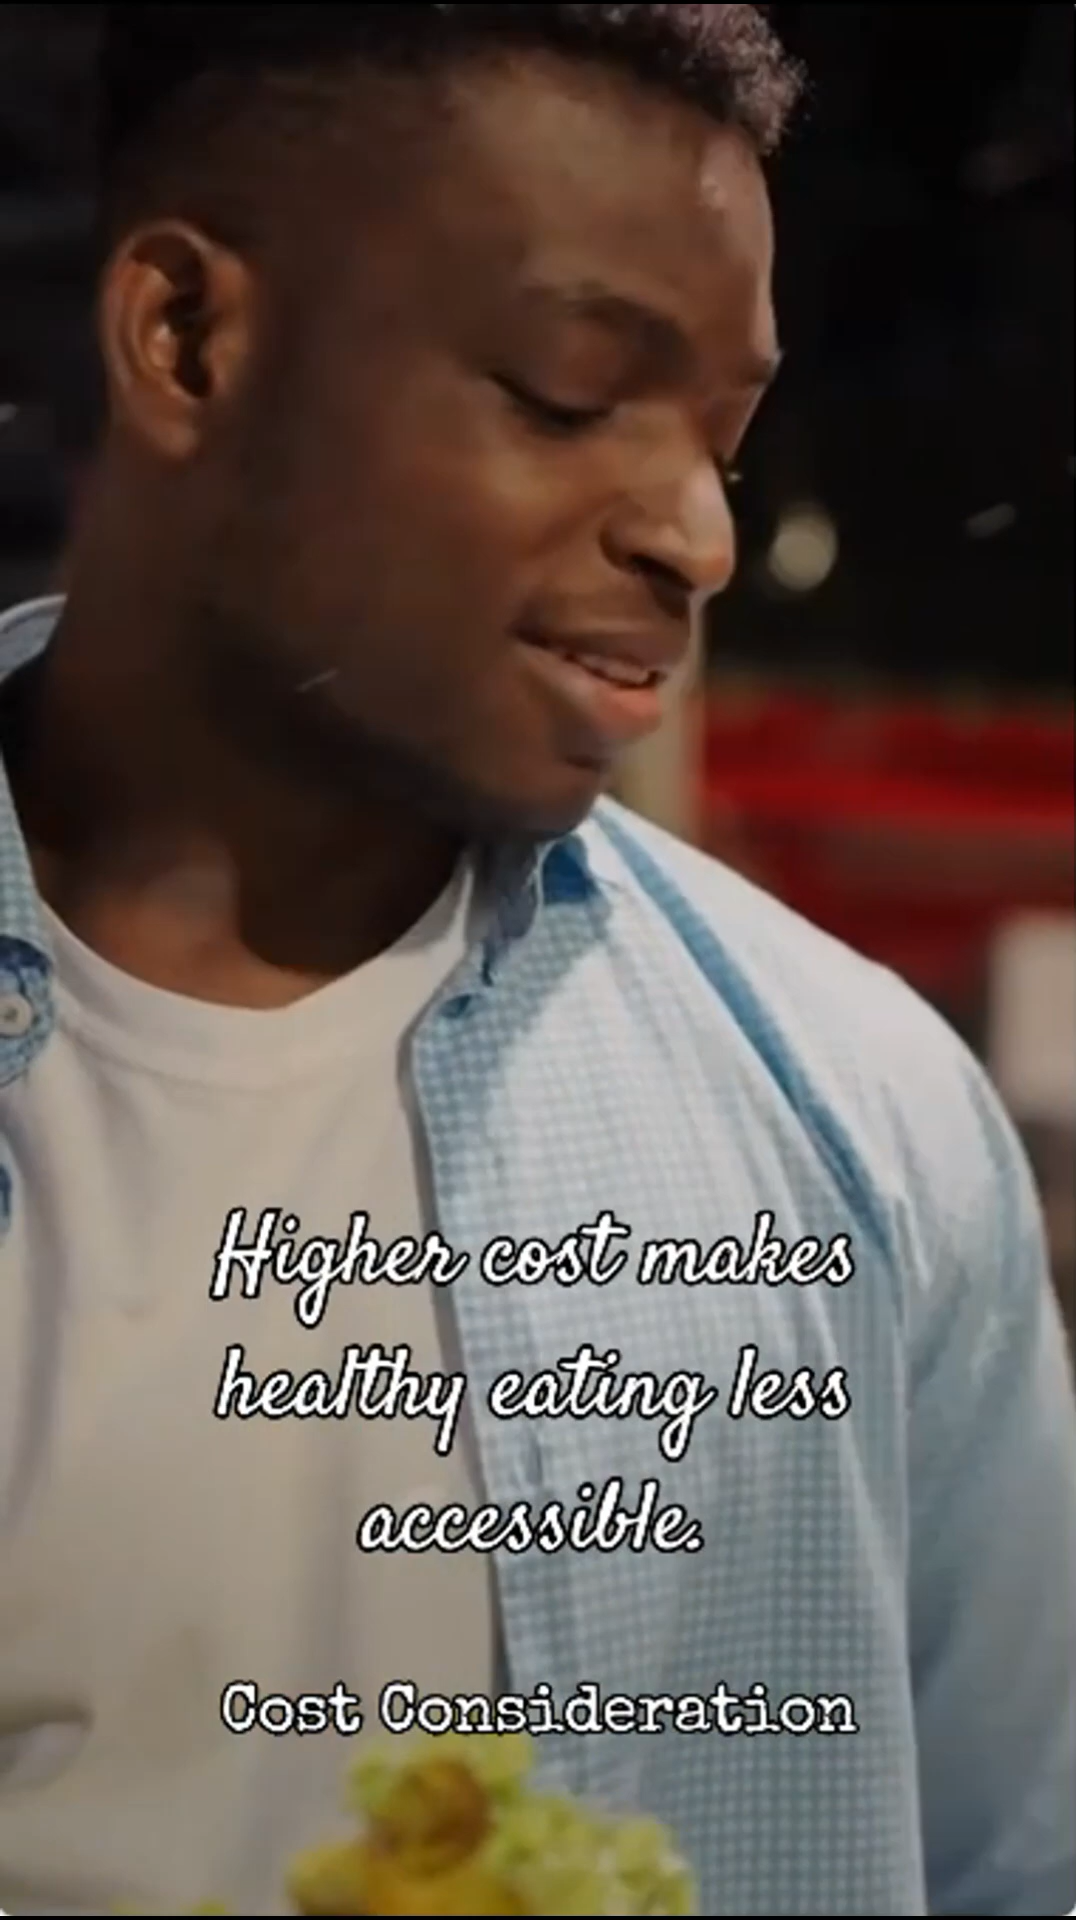 Higher cost makes
healthy eating less
accessible.
Cost Consideration